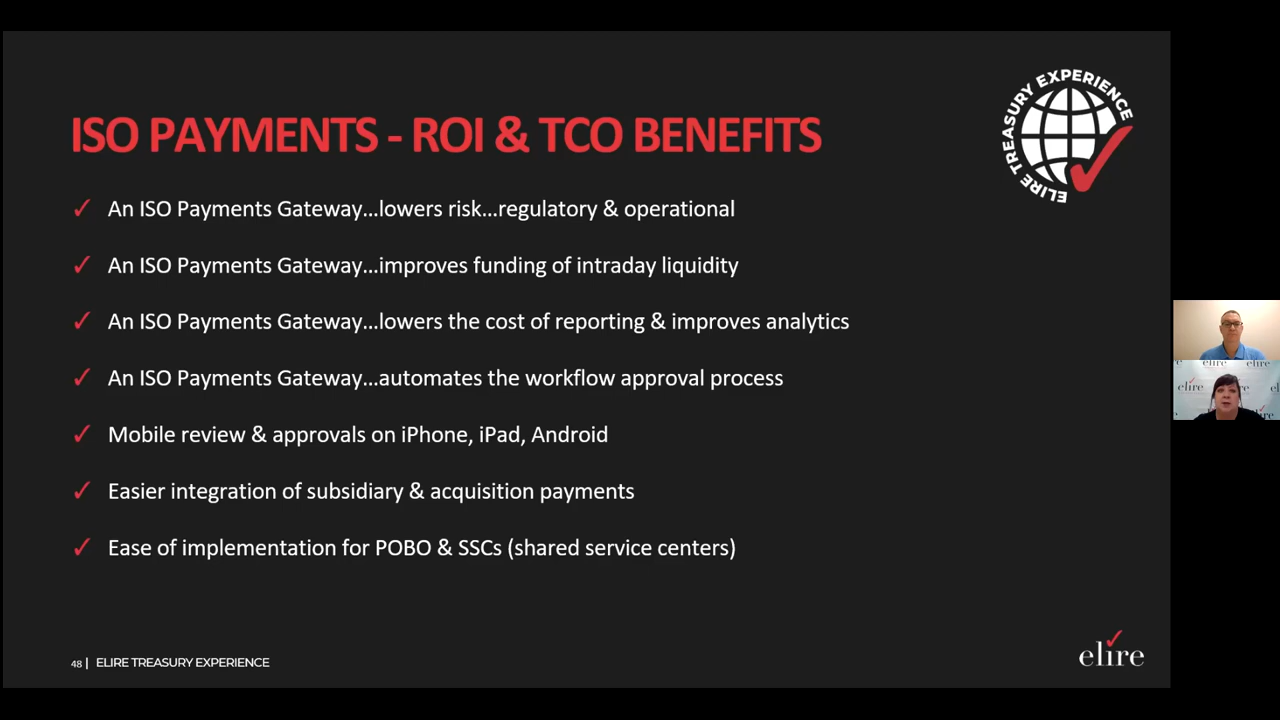 ISO PAYMENTS - ROI & TCO BENEFITS
ELIRE TREASURY EXPERIENCE
✓ An ISO Payments Gateway...lowers risk...regulatory & operational
✓ An ISO Payments Gateway...improves funding of intraday liquidity
✓ An ISO Payments Gateway...lowers the cost of reporting & improves analytics
✓ An ISO Payments Gateway...automates the workflow approval process
✓ Mobile review & approvals on iPhone, iPad, Android
✓ Easier integration of subsidiary & acquisition payments
✓ Ease of implementation for POBO & SSCs (shared service centers)
elire
48 | ELIRE TREASURY EXPERIENCE
elire